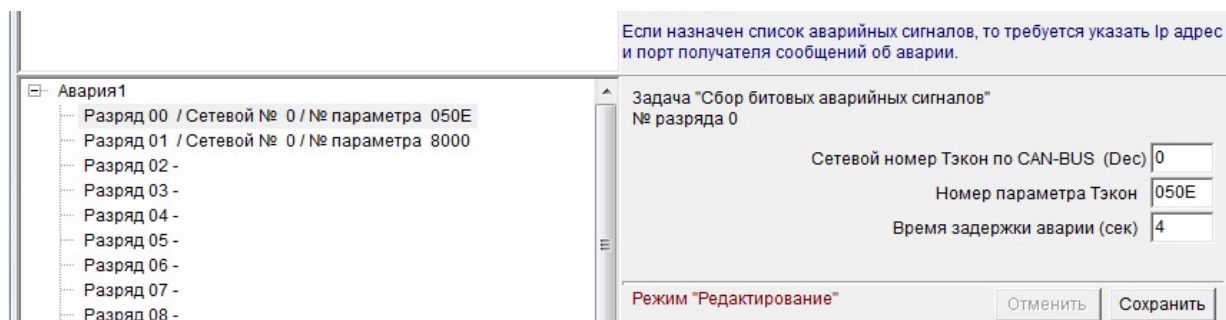 Если назначен список аварийных сигналов, то требуется указать Ip адрес
и порт получателя сообщений об аварии.
Авария1
Разряд 00 / Сетевой № 0 / № параметра 050E
Разряд 01 / Сетевой № 0 / № параметра 8000
Разряд 02 -
Разряд 03 -
Разряд 04 -
Разряд 05 -
Разряд 06 -
Разряд 07 -
Разряд 08 -
Задача "Сбор битовых аварийных сигналов"
№ разряда 0
Сетевой номер Тэкон по CAN-BUS (Dec) 0
Номер параметра Тэкон 050E
Время задержки аварии (сек) 4
Режим "Редактирование"
Отменить
Сохранить